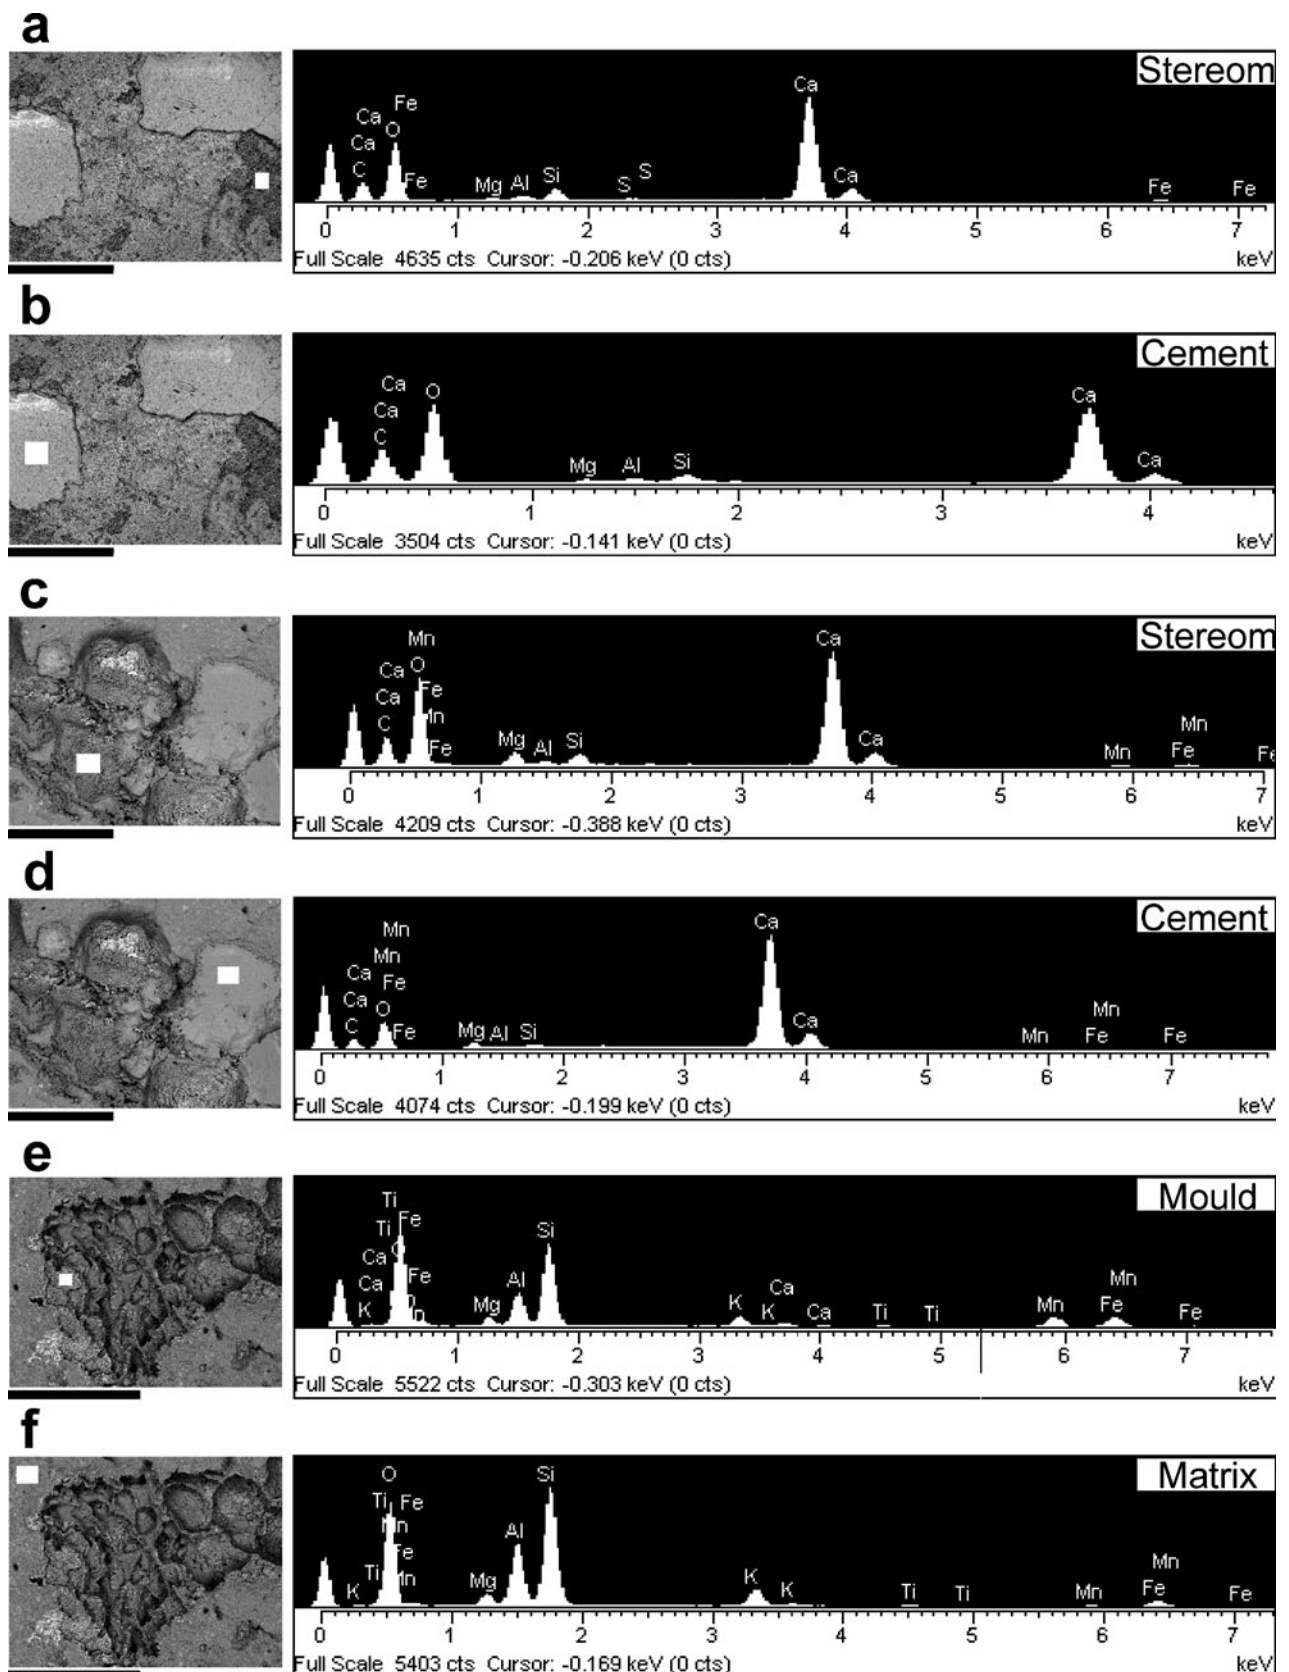 a
Stereom
Ca Fe Ca
Ca O
C Fe Mg Al Si S S Ca Fe Fe
0 1 2 3 4 5 6 7
Full Scale 4635 cts Cursor: -0.206 keV (0 cts) keV
b
Cement
Ca O Ca
Ca
C Mg Al Si Ca
0 1 2 3 4
Full Scale 3504 cts Cursor: -0.141 keV (0 cts) keV
c
Stereom
Mn Ca
Ca O
Ca Fe
C Mn Fe Mg Al Si Ca Mn Fe Mn Fe
0 1 2 3 4 5 6 7
Full Scale 4209 cts Cursor: -0.388 keV (0 cts) keV
d
Cement
Mn Ca
Mn
Ca Fe
Ca O Mn
C Fe Mg Al Si Ca Mn Fe Fe
0 1 2 3 4 5 6 7
Full Scale 4074 cts Cursor: -0.199 keV (0 cts) keV
e
Mould
Ti
Ti Fe Si
Ca
Ca Fe Al Ca Mn
K Mg K K Ca Ti Ti Mn Fe Fe
0 1 2 3 4 5 6 7
Full Scale 5522 cts Cursor: -0.303 keV (0 cts) keV
f
Matrix
O Si
Ti Fe
Mn Al
Fe Mn
Ti Mn Mg K K Ti Ti Mn Fe Fe
K
0 1 2 3 4 5 6 7
Full Scale 5403 cts Cursor: -0.169 keV (0 cts) keV